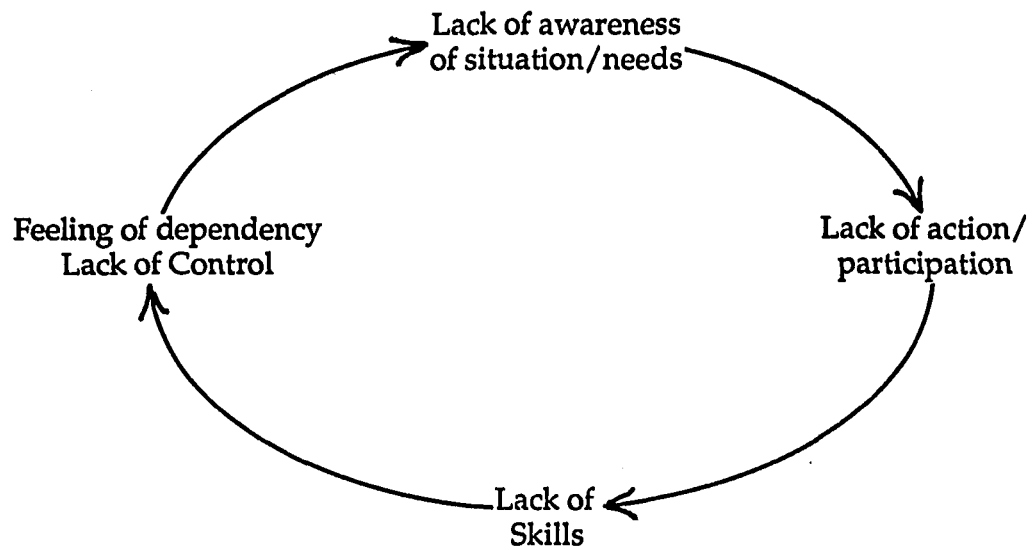 Lack of awareness
of situation/needs
Lack of action/
participation
Lack of
Skills
Feeling of dependency
Lack of Control